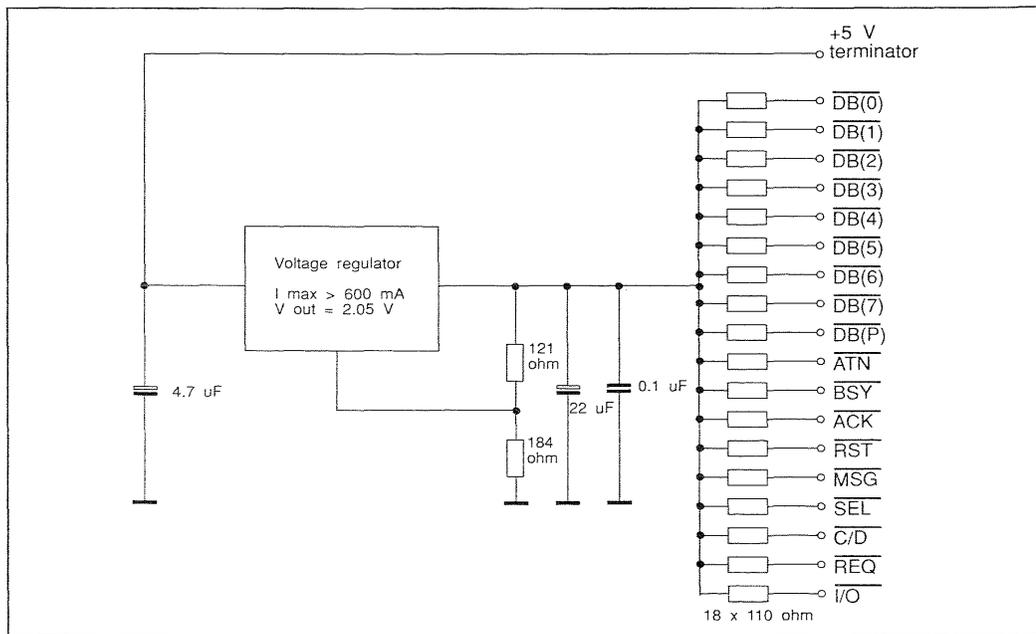 +5 V
terminator
DB(0)
DB(1)
DB(2)
DB(3)
DB(4)
DB(5)
DB(6)
DB(7)
DB(P)
ATN
BSY
ACK
RST
MSG
SEL
C/D
REQ
I/O
18 x 110 ohm
Voltage regulator
I max > 600 mA
V out = 2.05 V
4.7 uF
121
ohm
22 uF
0.1 uF
184
ohm